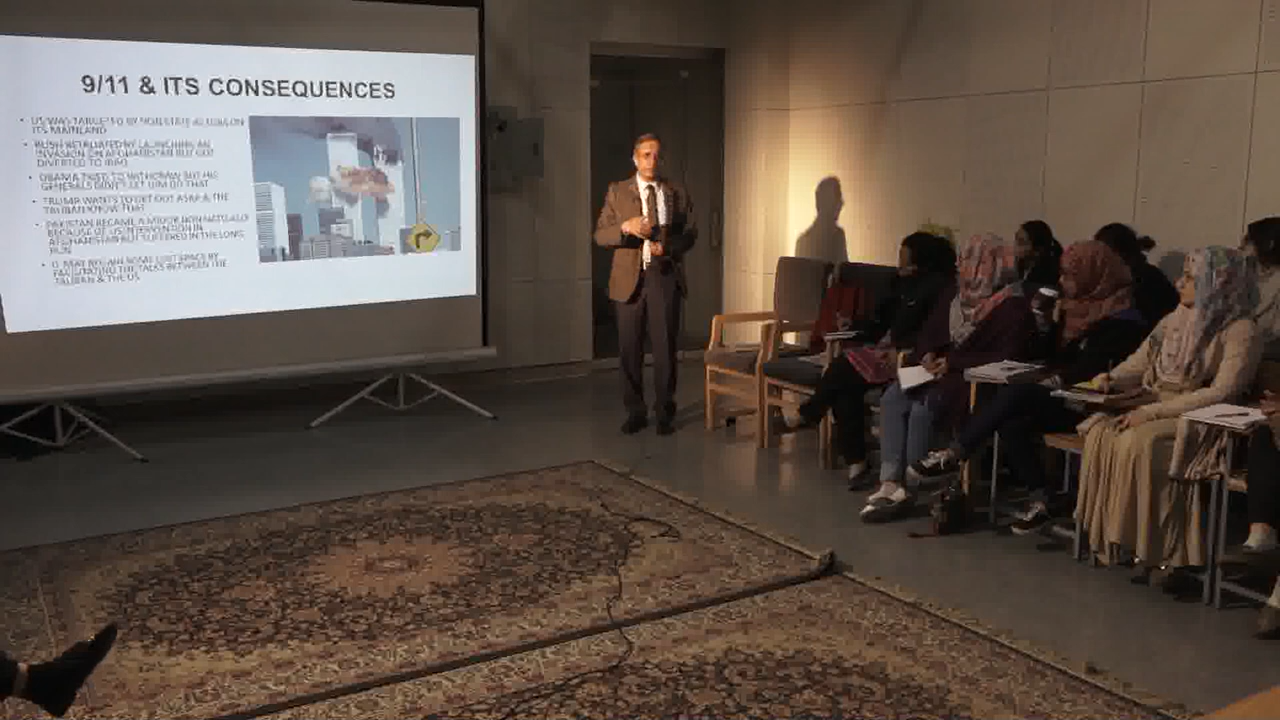 9/11 & ITS CONSEQUENCES
US WAS TARGETED BY NON STATE ACTORS ON
ITS MAINLAND
BUSH RETALIATED BY LAUNCHING AN
INVASION ON AFGHANISTAN BUT GOT
DIVERTED TO IRAQ
OBAMA TRIED TO WITHDRAW BUT HIS
GENERALS DIDN'T LET HIM DO THAT
TRUMP WANTS TO GET OUT ASAP & THE
TALIBAN KNOW THAT
PAKISTAN BECAME A MAJOR NON NATO ALLY
BECAUSE OF US INTERVENTION IN
AFGHANISTAN BUT SUFFERED IN THE LONG
RUN
IT MAY REGAIN SOME LOST SPACE BY
FACILITATING THE TALKS BETWEEN THE
TALIBAN & THE US